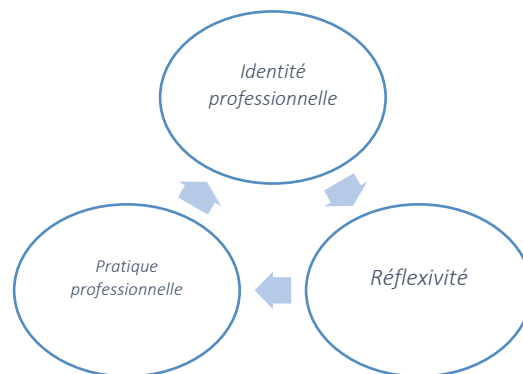 Identité
professionnelle
Pratique
professionnelle
Réflexivité